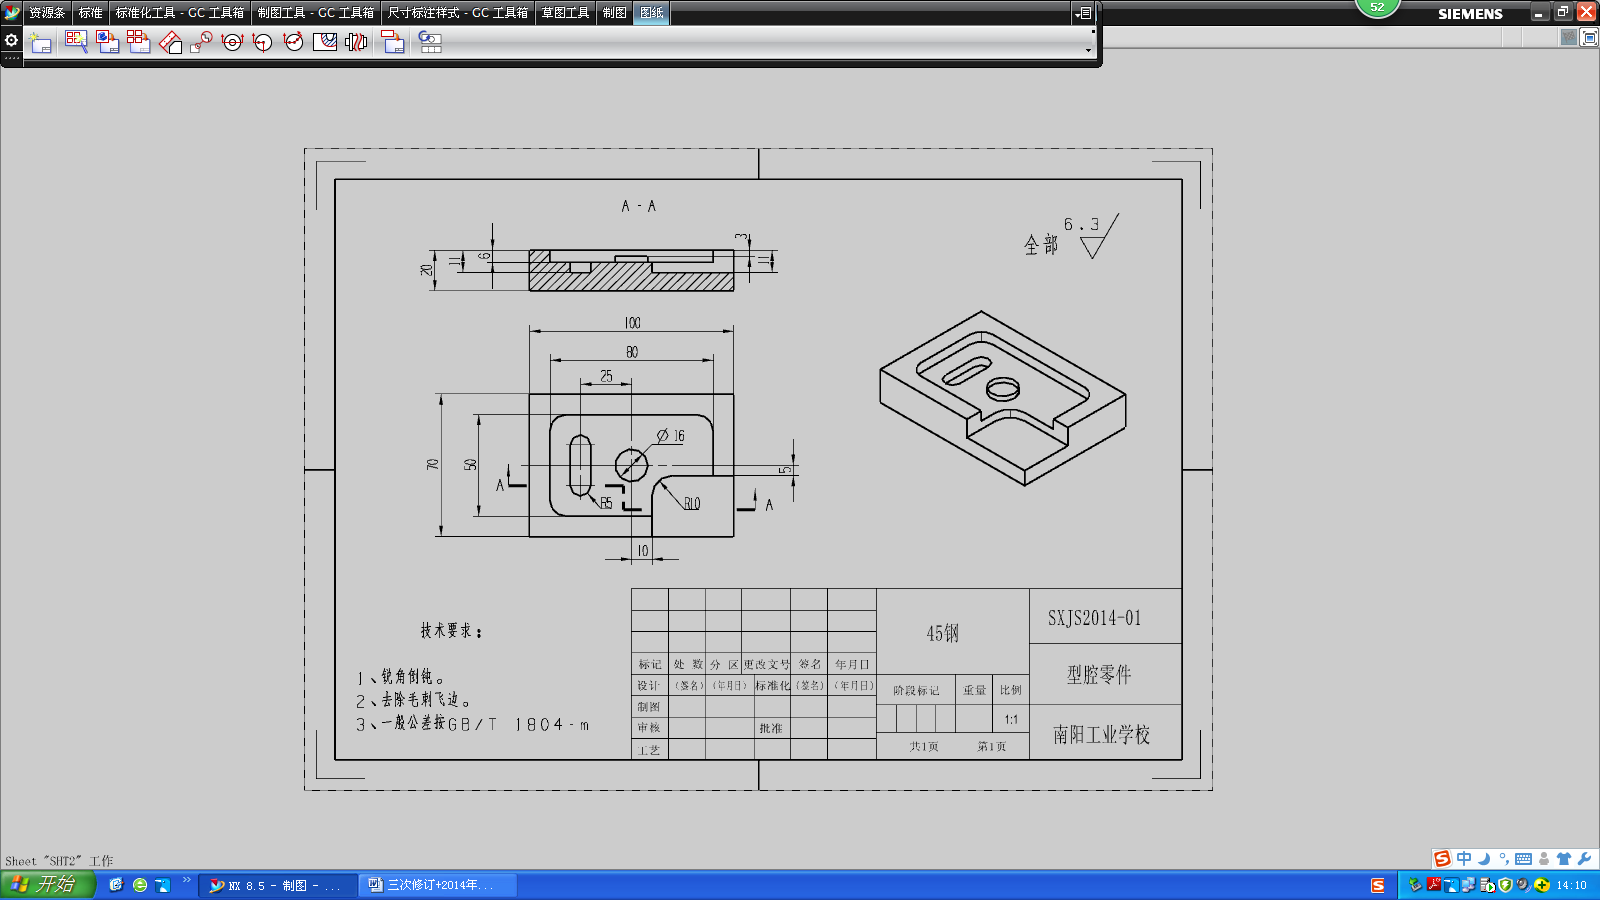 资源条 标准 标准化工具 - GC 工具箱 制图工具 - GC 工具箱 尺寸标注样式 - GC 工具箱 草图工具 制图 图纸
52
SIEMENS
A - A
3
6
11
20
11
全部 6.3
100
80
25
Ø 16
70
50
5
A
R5
R10
A
10
技术要求：
1、锐角倒钝。
2、去除毛刺飞边。
3、一般公差按GB/T 1804-m
标记 处 数 分 区 更改文号 签名 年月日
设计 (签名) (年月日) 标准化 (签名) (年月日)
制图
审核 批准
工艺
45钢
阶段标记 重量 比例
1:1
共1页 第1页
SXJS2014-01
型腔零件
南阳工业学校
Sheet "SHT2" 工作
中
开始
NX 8.5 - 制图 - ...
三次修订+2014年...
14:10